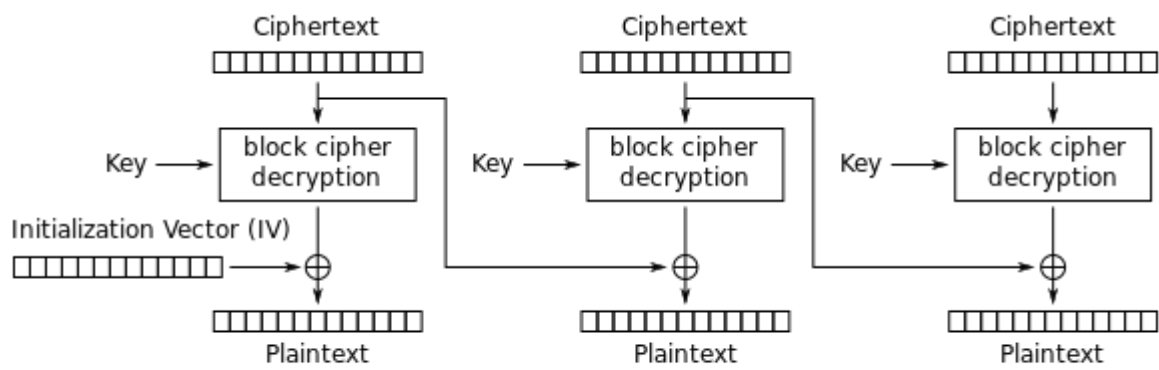 Ciphertext
Ciphertext
Ciphertext
Key
block cipher
decryption
Key
block cipher
decryption
Key
block cipher
decryption
Initialization Vector (IV)
Plaintext
Plaintext
Plaintext